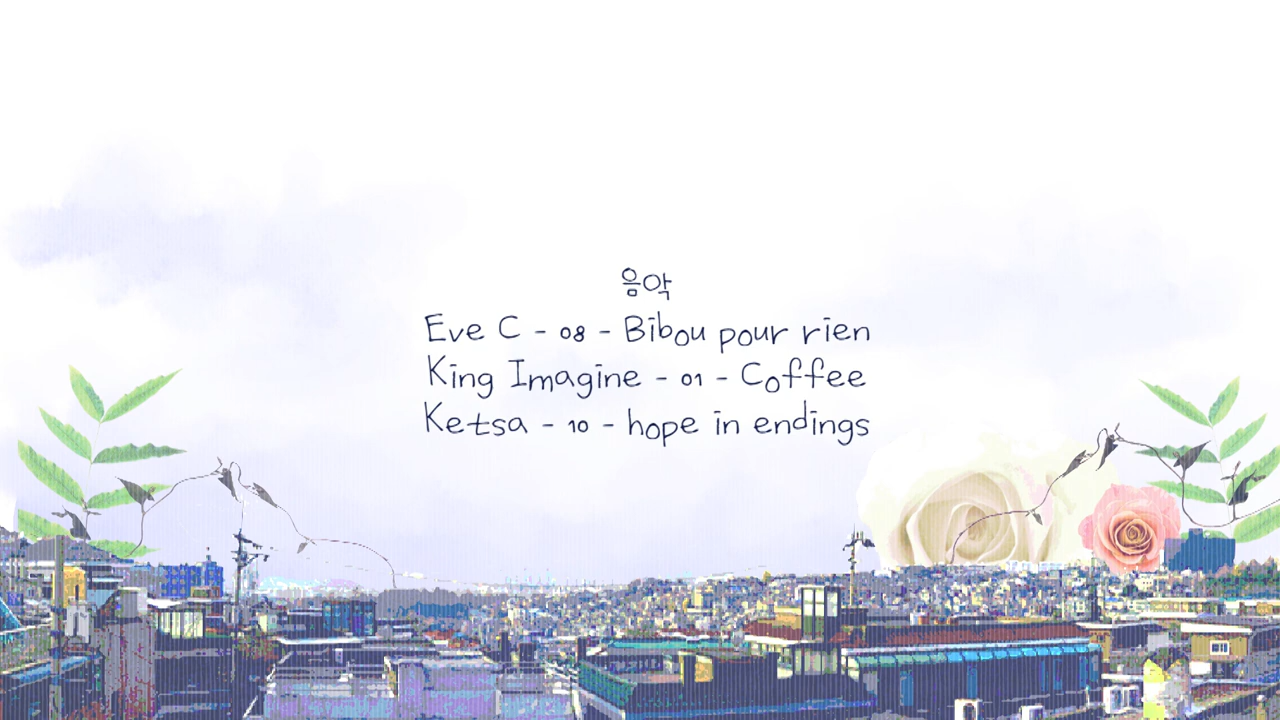 음악
Eve C - 08 - Bibou pour rien
King Imagine - 01 - Coffee
Ketsa - 10 - hope in endings